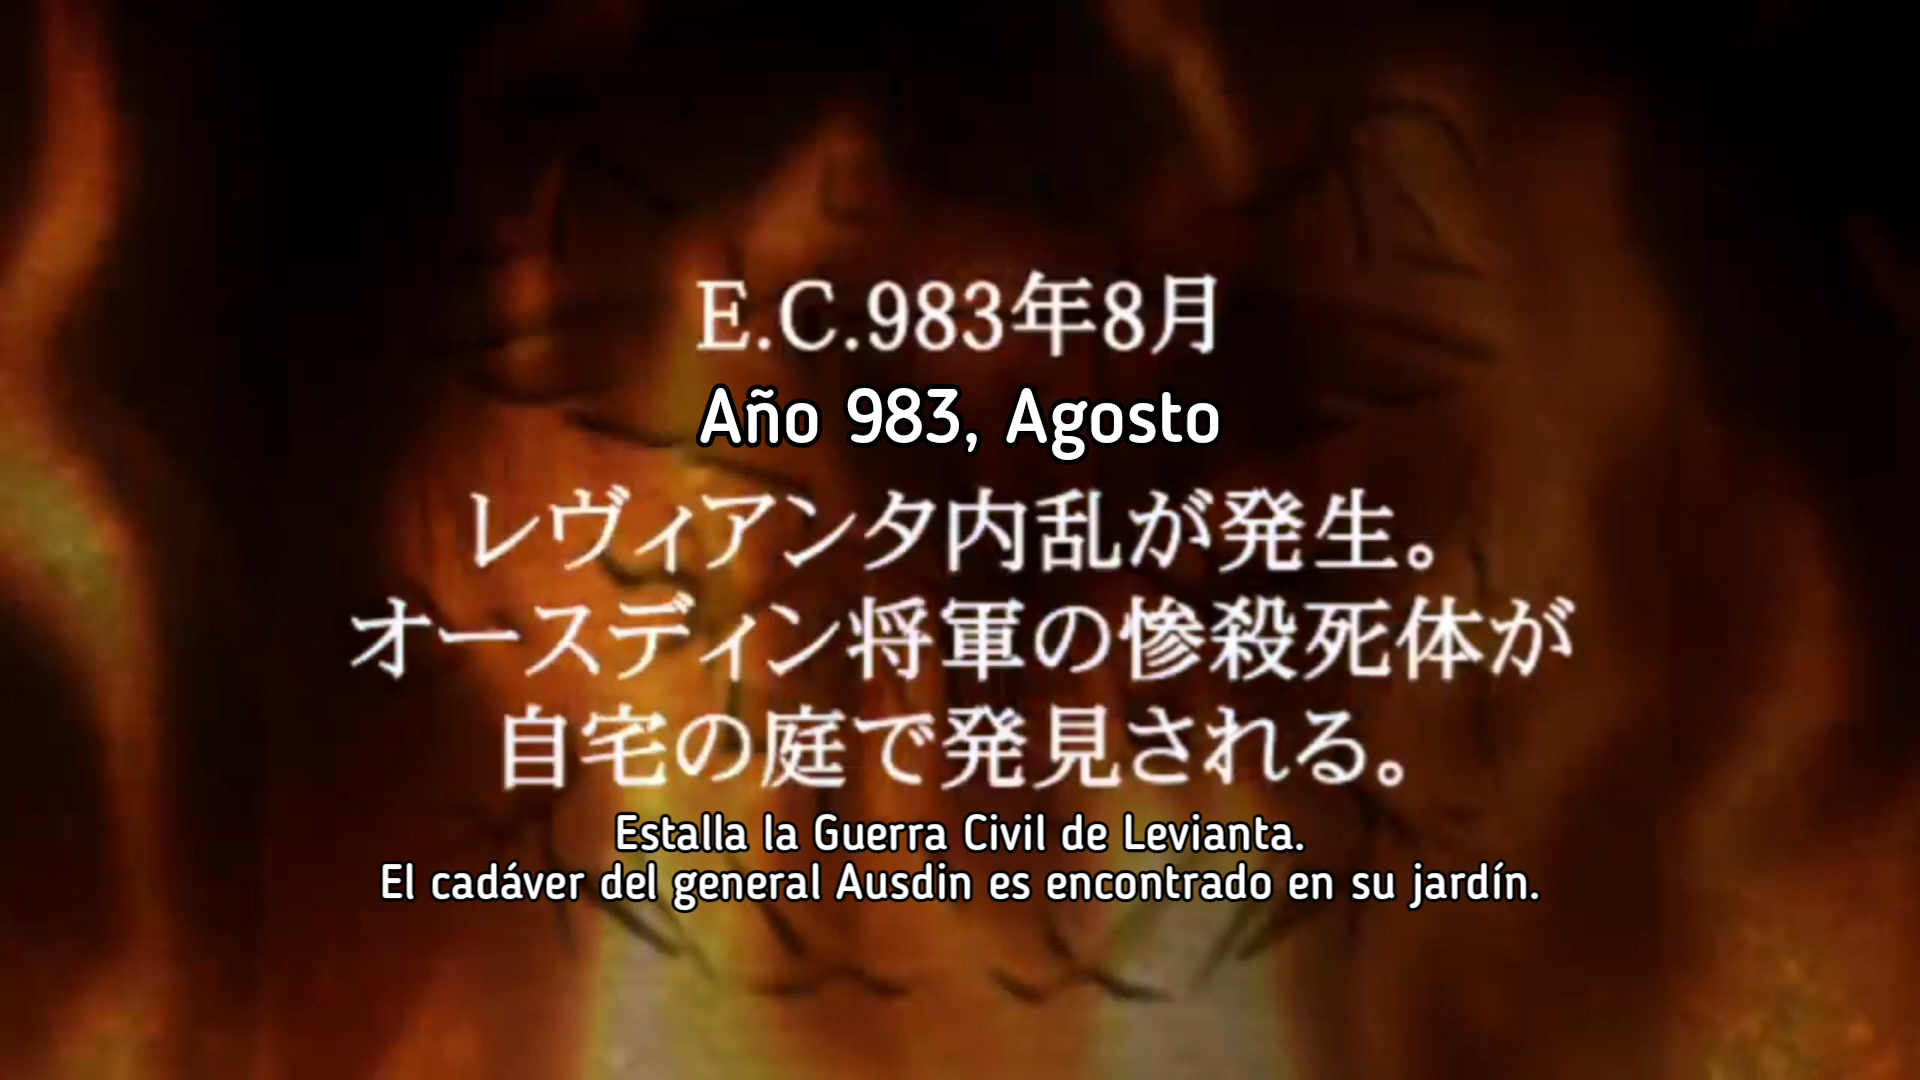 E.C.983年8月
Año 983, Agosto
レヴィアンタ内乱が発生。
オースディン将軍の惨殺死体が
自宅の庭で発見される。
Estalla la Guerra Civil de Levianta.
El cadáver del general Ausdin es encontrado en su jardín.